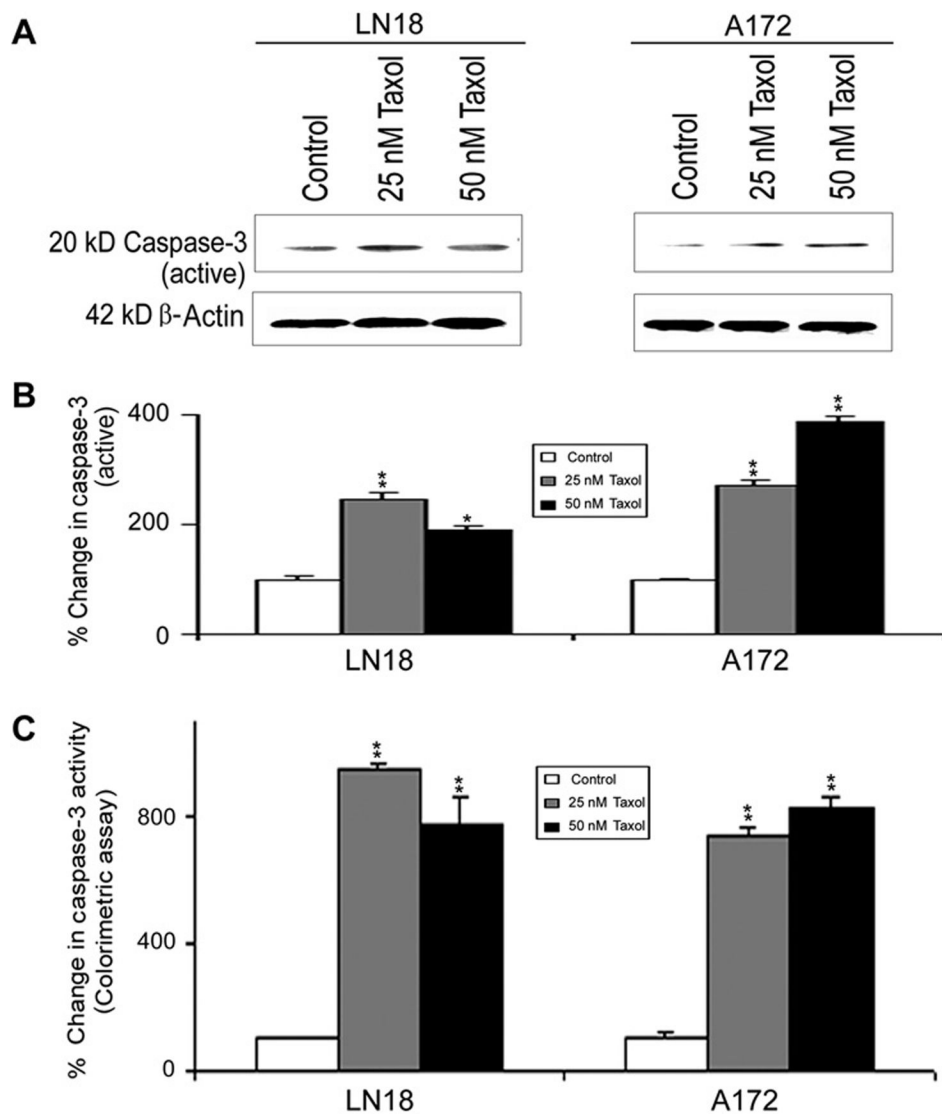 A
LN18
A172
Control
25 nM Taxol
50 nM Taxol
Control
25 nM Taxol
50 nM Taxol
20 kD Caspase-3
(active)
42 kD β-Actin
B
% Change in caspase-3
(active)
400
200
0
**
*
**
**
Control
25 nM Taxol
50 nM Taxol
LN18
A172
C
% Change in caspase-3 activity
(Colorimetric assay)
800
400
0
**
**
**
**
Control
25 nM Taxol
50 nM Taxol
LN18
A172